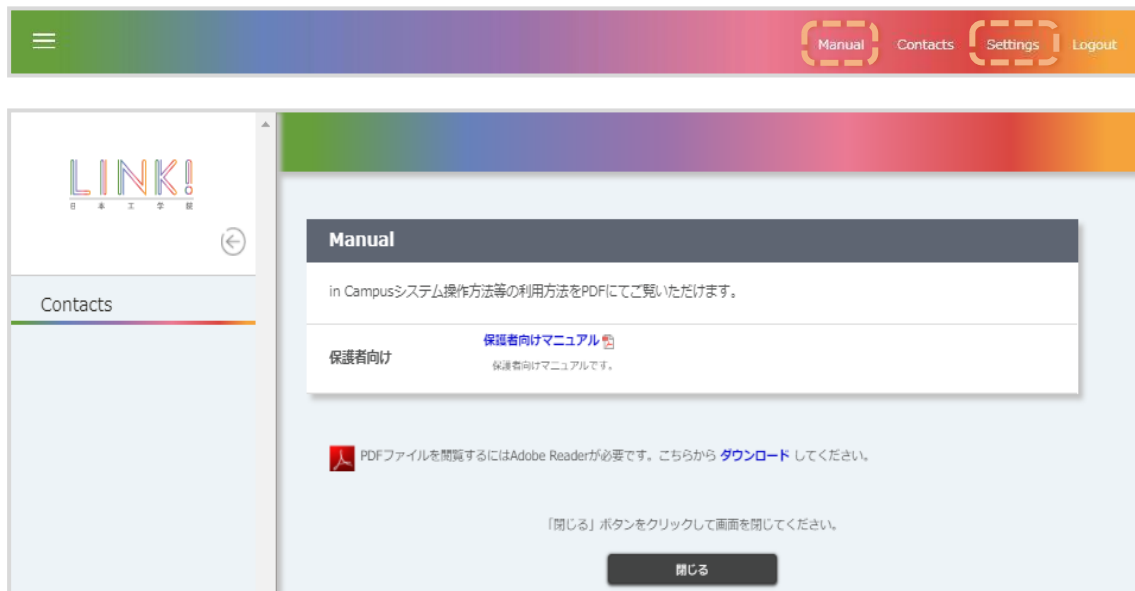 Manual Contacts Settings Logout
LINK!
日本工学院
Contacts
Manual
in Campusシステム操作方法等の利用方法をPDFにてご覧いただけます。
保護者向け
保護者向けマニュアル
保護者向けマニュアルです。
PDFファイルを閲覧するにはAdobe Readerが必要です。こちらから ダウンロード してください。
「閉じる」ボタンをクリックして画面を閉じてください。
閉じる